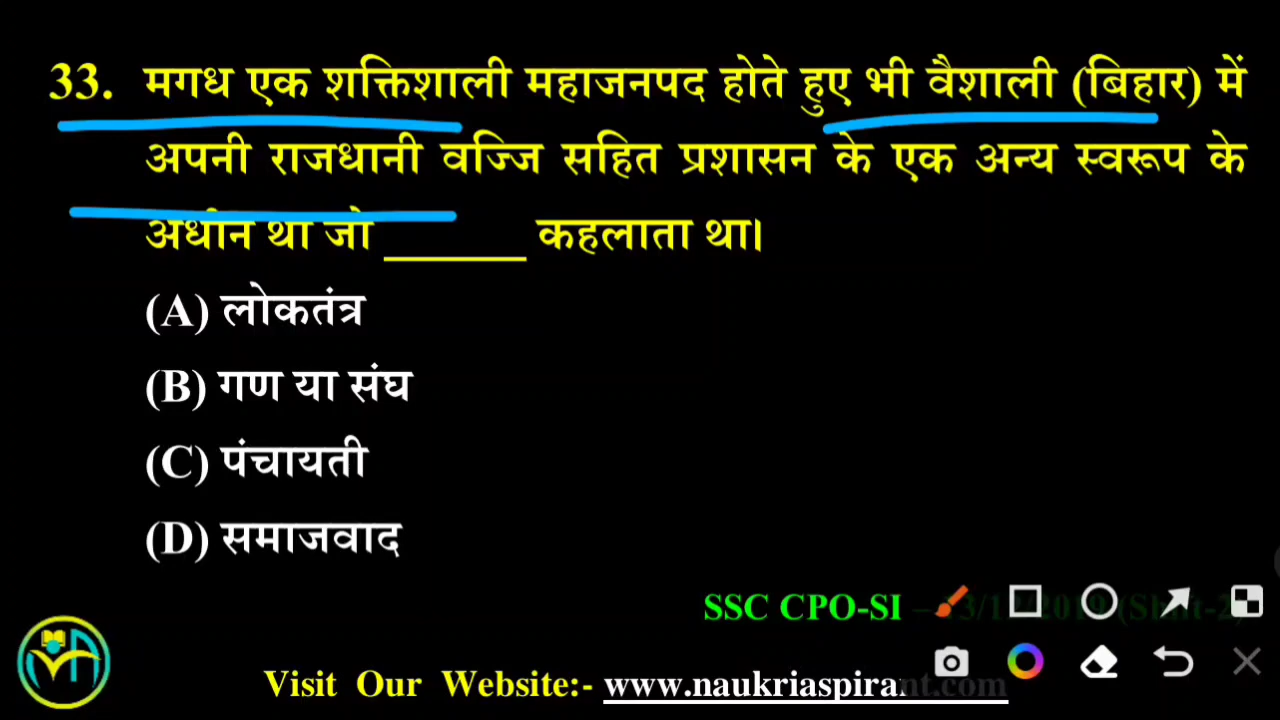 33. मगध एक शक्तिशाली महाजनपद होते हुए भी वैशाली (बिहार) में
अपनी राजधानी वज्जि सहित प्रशासन के एक अन्य स्वरूप के
अधीन था जो ______ कहलाता था।
(A) लोकतंत्र
(B) गण या संघ
(C) पंचायती
(D) समाजवाद
SSC CPO-SI
Visit Our Website:- www.naukriaspirant.com